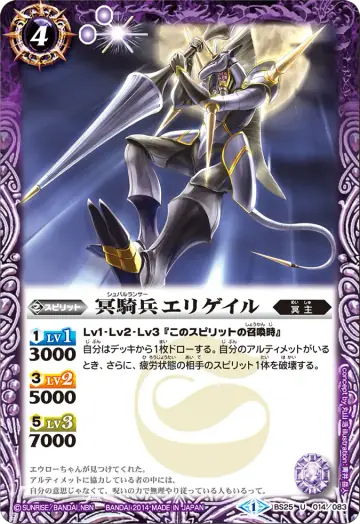 4
シュバルランサー
スピリット
冥騎兵エリゲイル
めい しゅ
冥主
1 LV1
3000
3 LV2
5000
5 LV3
7000
Lv1・Lv2・Lv3『このスピリットの召喚時』
自分はデッキから1枚ドローする。自分のアルティメットがいる
とき、さらに、疲労状態の相手のスピリット1体を破壊する。
エウローちゃんが見つけてくれた。
アルティメットに協力している者の中には、
自分の意思じゃなくて、呪いの力で無理やり従っている人もいるって。
©SUNRISE/BANDAI,NBN BANDAI・2014・MADE IN JAPAN
1
BS25 U 014/083